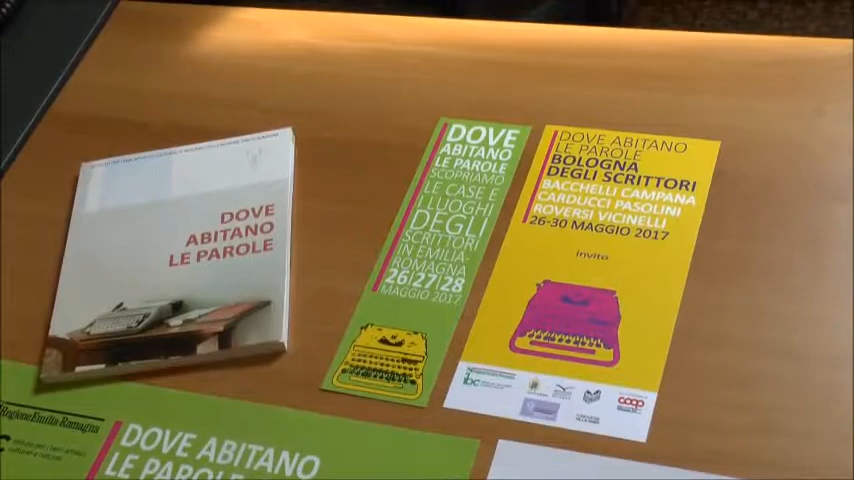 DOVE
ABITANO
LE PAROLE
DOVE
ABITANO
LE PAROLE
SCOPRIAMO
LE CASE E
I LUOGHI
DEGLI
SCRITTORI
IN EMILIA-
ROMAGNA
26|27|28
MAGGIO 2017
DOVE ABITANO
LE PAROLE
BOLOGNA
DEGLI SCRITTORI
BACCHELLI CAMPANA
CARDUCCI PASOLINI
ROVERSI VICINELLI
26-30 MAGGIO 2017
invito
ibc
coop
RegioneEmilia-Romagna
DOVE ABITANO
LE PAROLE